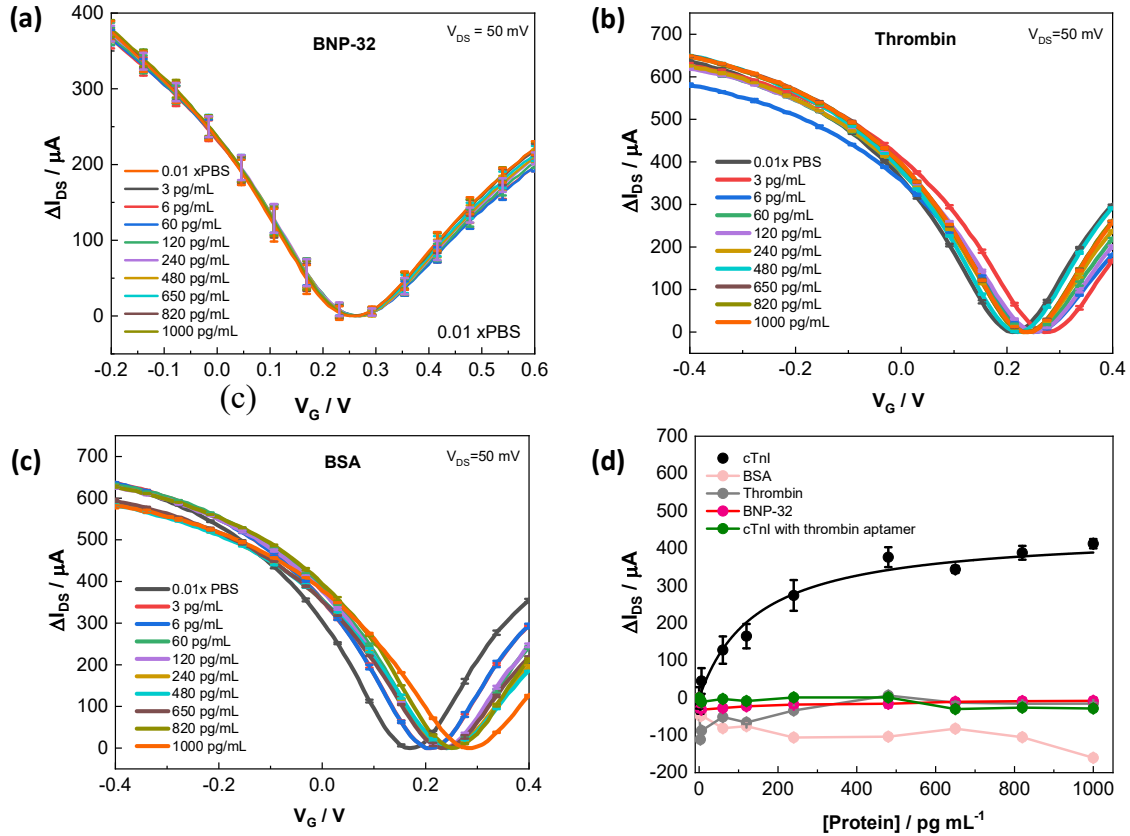 (a)
BNP-32
V_DS = 50 mV
400
300
200
100
0
ΔI_DS / μA
0.01 xPBS
3 pg/mL
6 pg/mL
60 pg/mL
120 pg/mL
240 pg/mL
480 pg/mL
650 pg/mL
820 pg/mL
1000 pg/mL
0.01 xPBS
-0.2 -0.1 0.0 0.1 0.2 0.3 0.4 0.5 0.6
V_G / V
(b)
Thrombin
V_DS=50 mV
700
600
500
400
300
200
100
0
ΔI_DS / μA
0.01x PBS
3 pg/mL
6 pg/mL
60 pg/mL
120 pg/mL
240 pg/mL
480 pg/mL
650 pg/mL
820 pg/mL
1000 pg/mL
-0.4 -0.2 0.0 0.2 0.4
V_G / V
(c)
(c)
BSA
V_DS=50 mV
700
600
500
400
300
200
100
0
ΔI_DS / μA
0.01x PBS
3 pg/mL
6 pg/mL
60 pg/mL
120 pg/mL
240 pg/mL
480 pg/mL
650 pg/mL
820 pg/mL
1000 pg/mL
-0.4 -0.2 0.0 0.2 0.4
V_G / V
(d)
700
600
500
400
300
200
100
0
-100
-200
ΔI_DS / μA
cTnI
BSA
Thrombin
BNP-32
cTnI with thrombin aptamer
0 200 400 600 800 1000
[Protein] / pg mL⁻¹